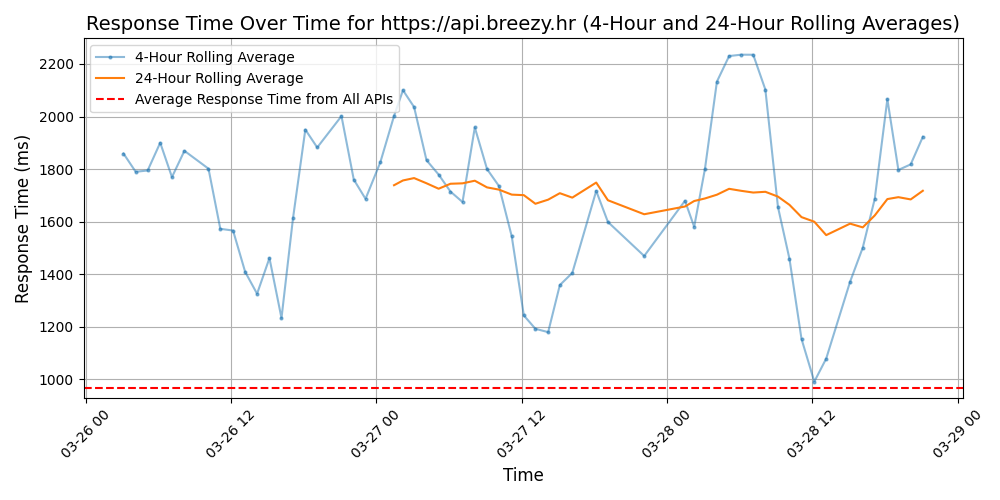 Response Time Over Time for https://api.breezy.hr (4-Hour and 24-Hour Rolling Averages)
4-Hour Rolling Average
24-Hour Rolling Average
Average Response Time from All APIs
Response Time (ms)
2200
2000
1800
1600
1400
1200
1000
03-26 00
03-26 12
03-27 00
03-27 12
03-28 00
03-28 12
03-29 00
Time